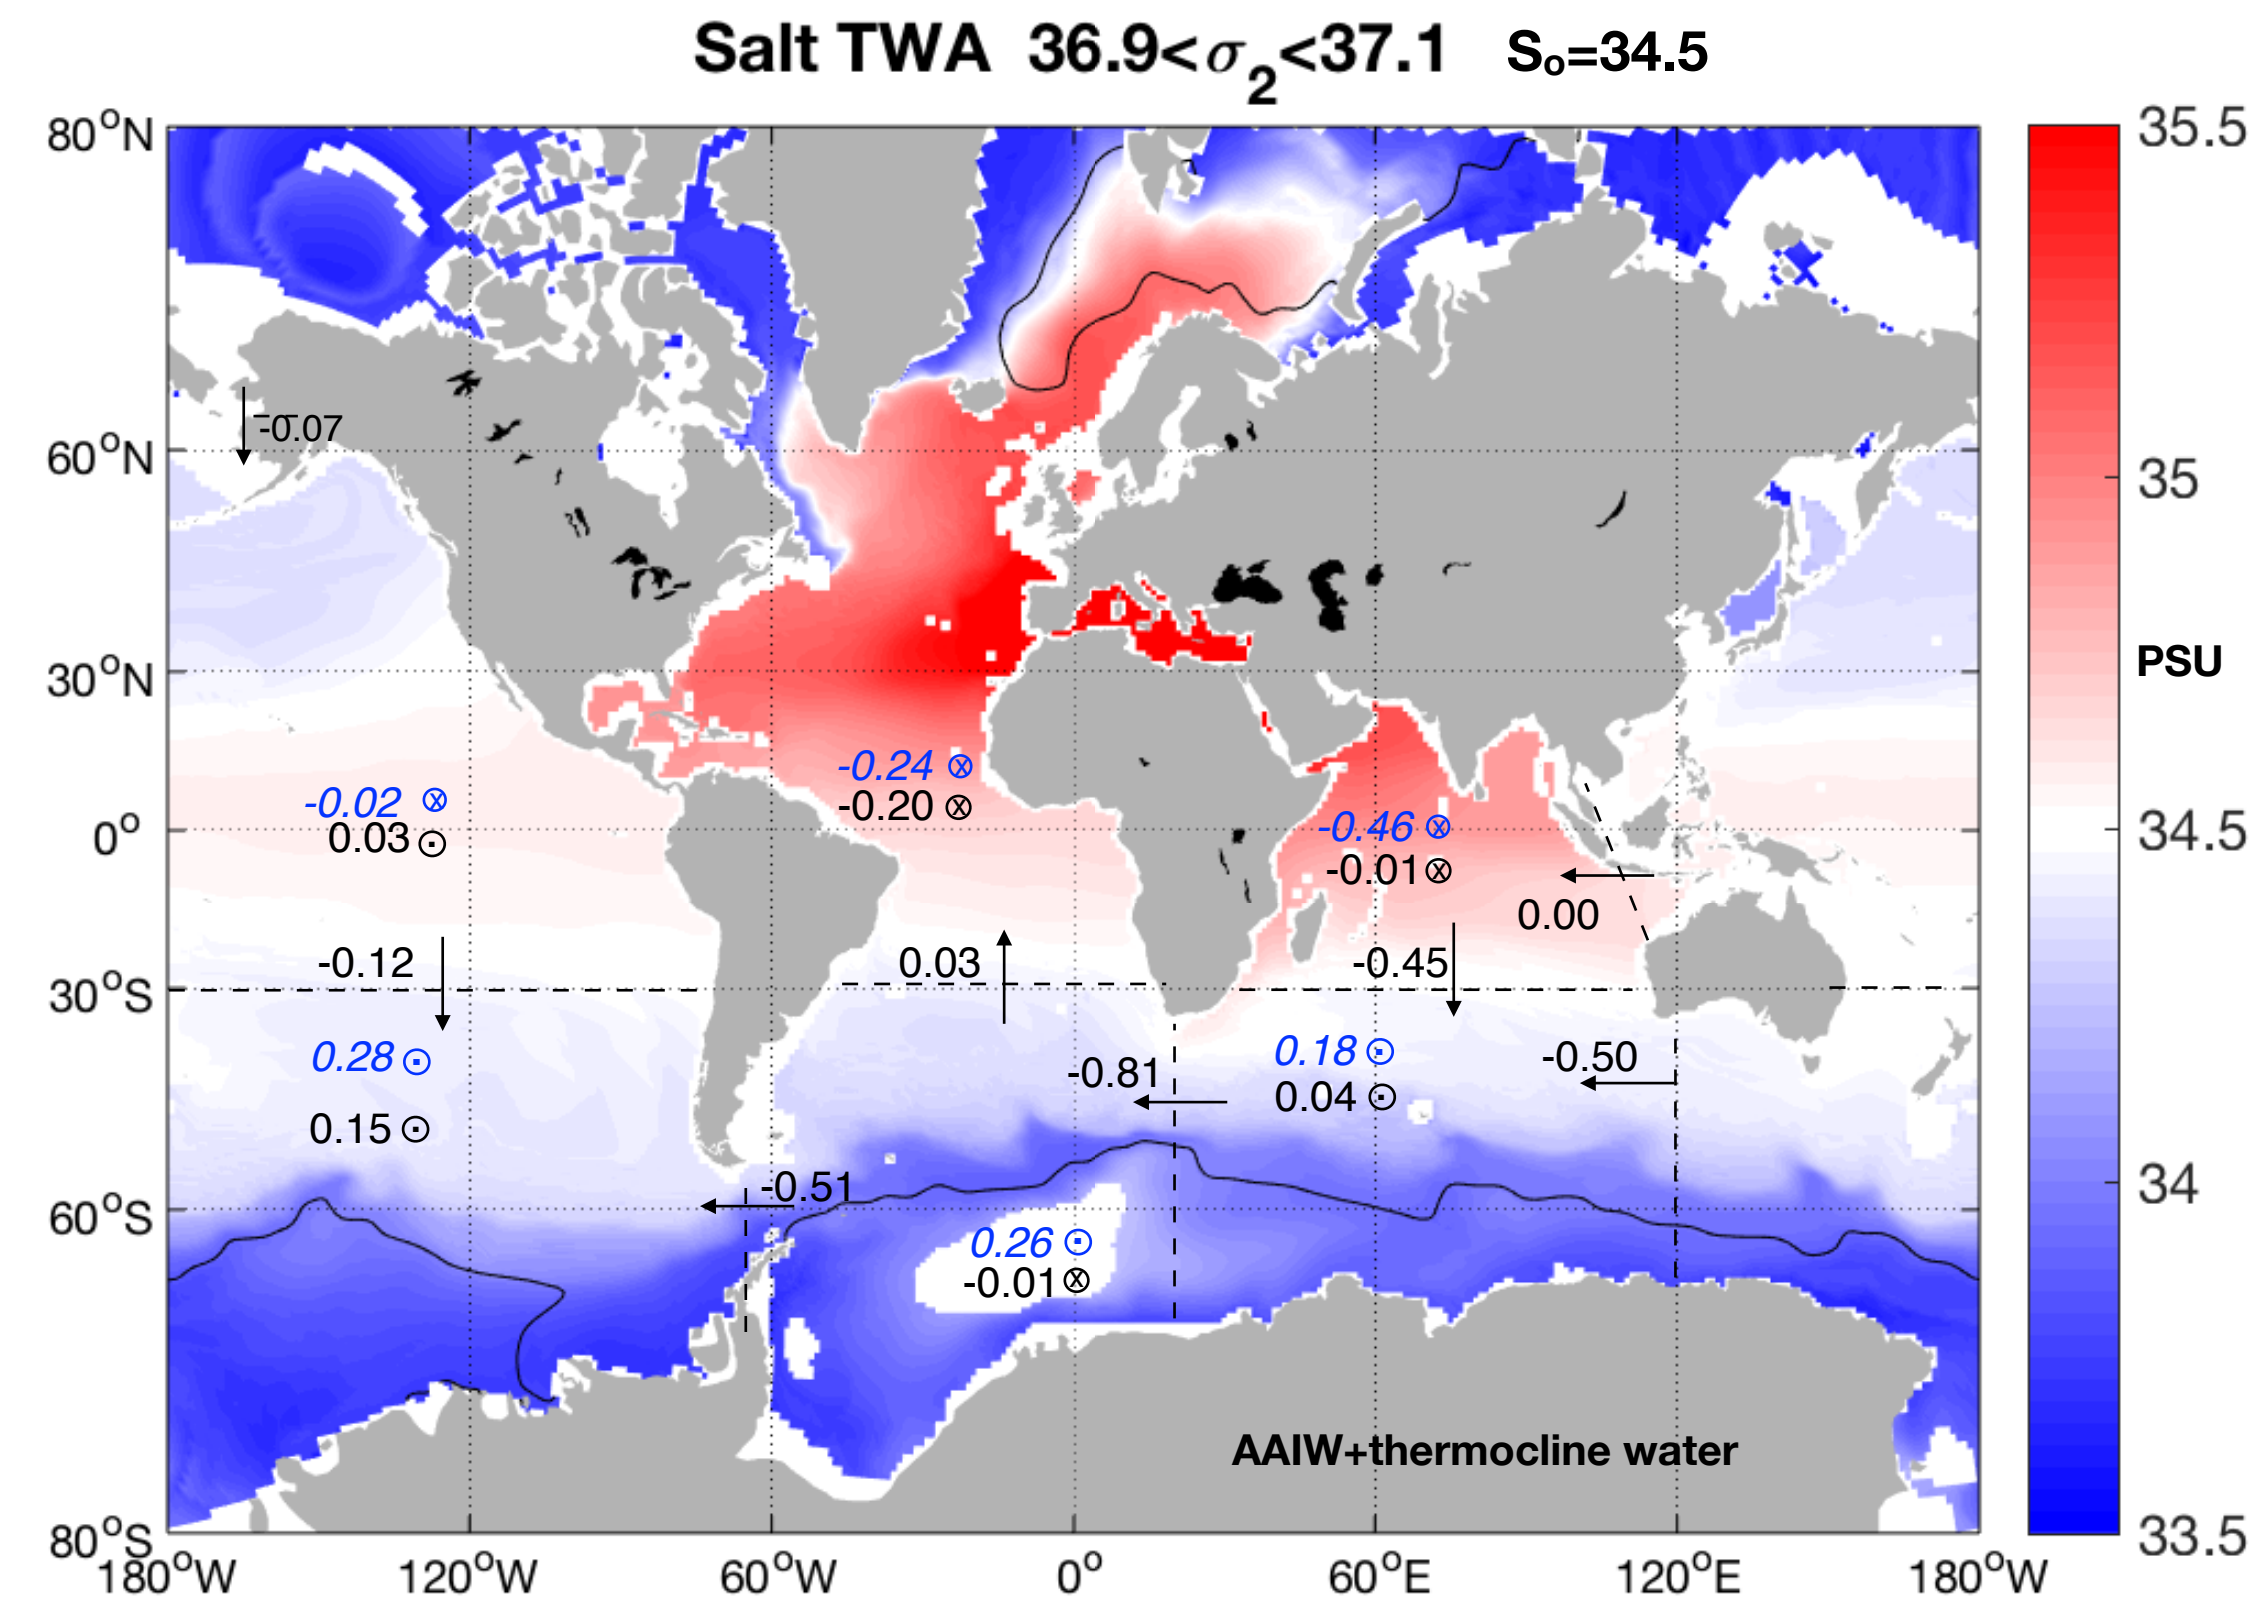 Salt TWA 36.9<σ₂<37.1 Sₒ=34.5
80°N
60°N
30°N
0°
30°S
60°S
80°S
180°W
120°W
60°W
0°
60°E
120°E
180°W
35.5
35
PSU
34.5
34
33.5
-0.07
-0.24 ⊗
-0.20 ⊗
-0.02 ⊗
0.03 ⊙
-0.46 ⊗
-0.01 ⊗
0.00
-0.12
0.03
-0.45
0.28 ⊙
0.15 ⊙
-0.81
0.18 ⊙
0.04 ⊙
-0.50
-0.51
0.26 ⊙
-0.01 ⊗
AAIW+thermocline water